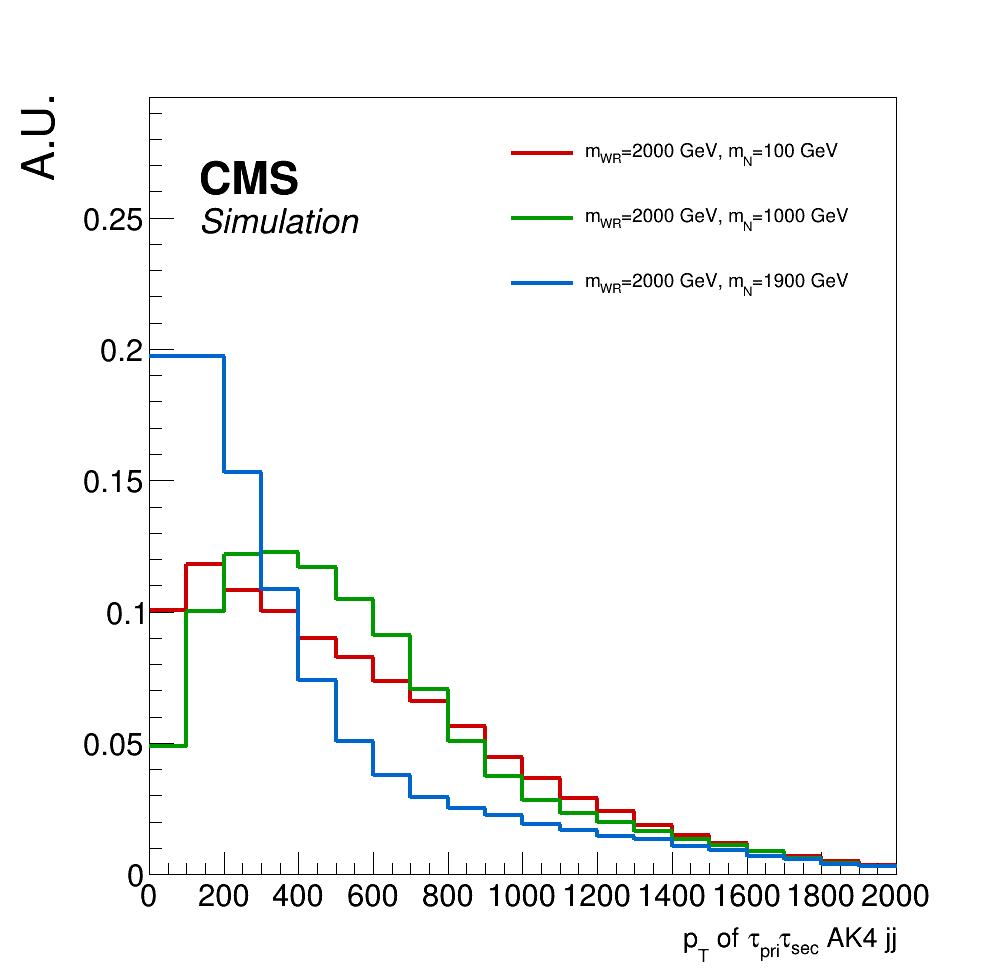 A.U.
CMS
Simulation
m_WR=2000 GeV, m_N=100 GeV
m_WR=2000 GeV, m_N=1000 GeV
m_WR=2000 GeV, m_N=1900 GeV
0.25
0.2
0.15
0.1
0.05
0
0 200 400 600 800 1000 1200 1400 1600 1800 2000
p_T of τ_pri τ_sec AK4 jj